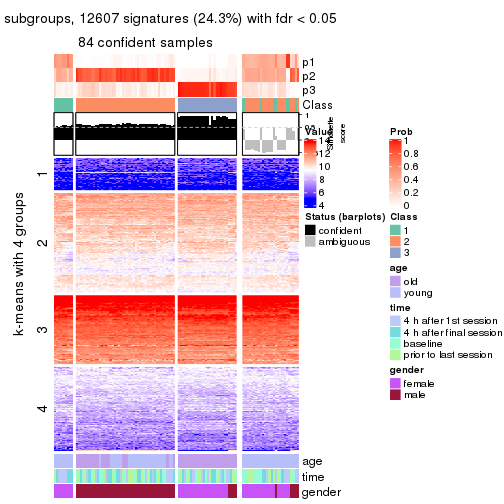 subgroups, 12607 signatures (24.3%) with fdr < 0.05
84 confident samples
p1
p2
p3
Class
1
0.5
Silhouette
score
k-means with 4 groups
1
2
3
4
age
time
gender
Value
14
12
10
8
6
4
Status (barplots)
confident
ambiguous
Prob
1
0.8
0.6
0.4
0.2
0
Class
1
2
3
age
old
young
time
4 h after 1st session
4 h after final session
baseline
prior to last session
gender
female
male